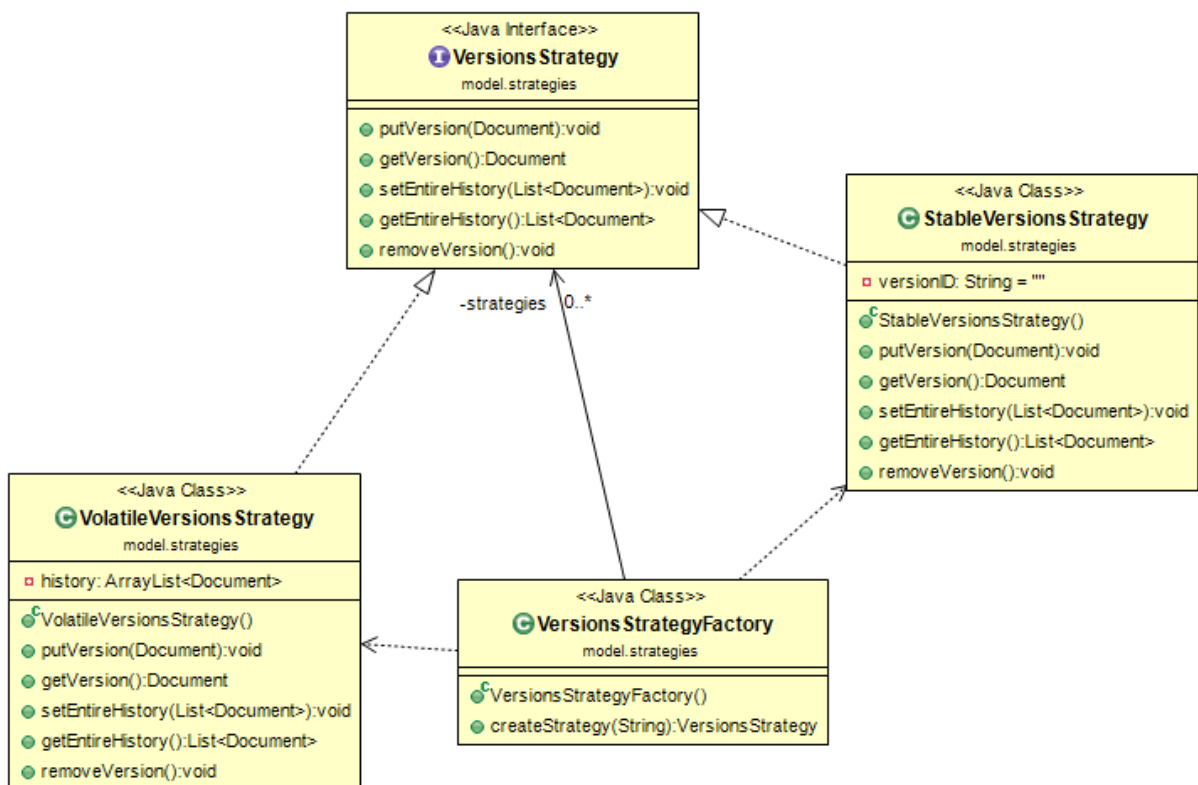 <<Java Interface>>
VersionsStrategy
model.strategies
putVersion(Document):void
getVersion():Document
setEntireHistory(List<Document>):void
getEntireHistory():List<Document>
removeVersion():void
-strategies 0..*
<<Java Class>>
StableVersionsStrategy
model.strategies
versionID: String = ""
StableVersionsStrategy()
putVersion(Document):void
getVersion():Document
setEntireHistory(List<Document>):void
getEntireHistory():List<Document>
removeVersion():void
<<Java Class>>
VolatileVersionsStrategy
model.strategies
history: ArrayList<Document>
VolatileVersionsStrategy()
putVersion(Document):void
getVersion():Document
setEntireHistory(List<Document>):void
getEntireHistory():List<Document>
removeVersion():void
<<Java Class>>
VersionsStrategyFactory
model.strategies
VersionsStrategyFactory()
createStrategy(String):VersionsStrategy